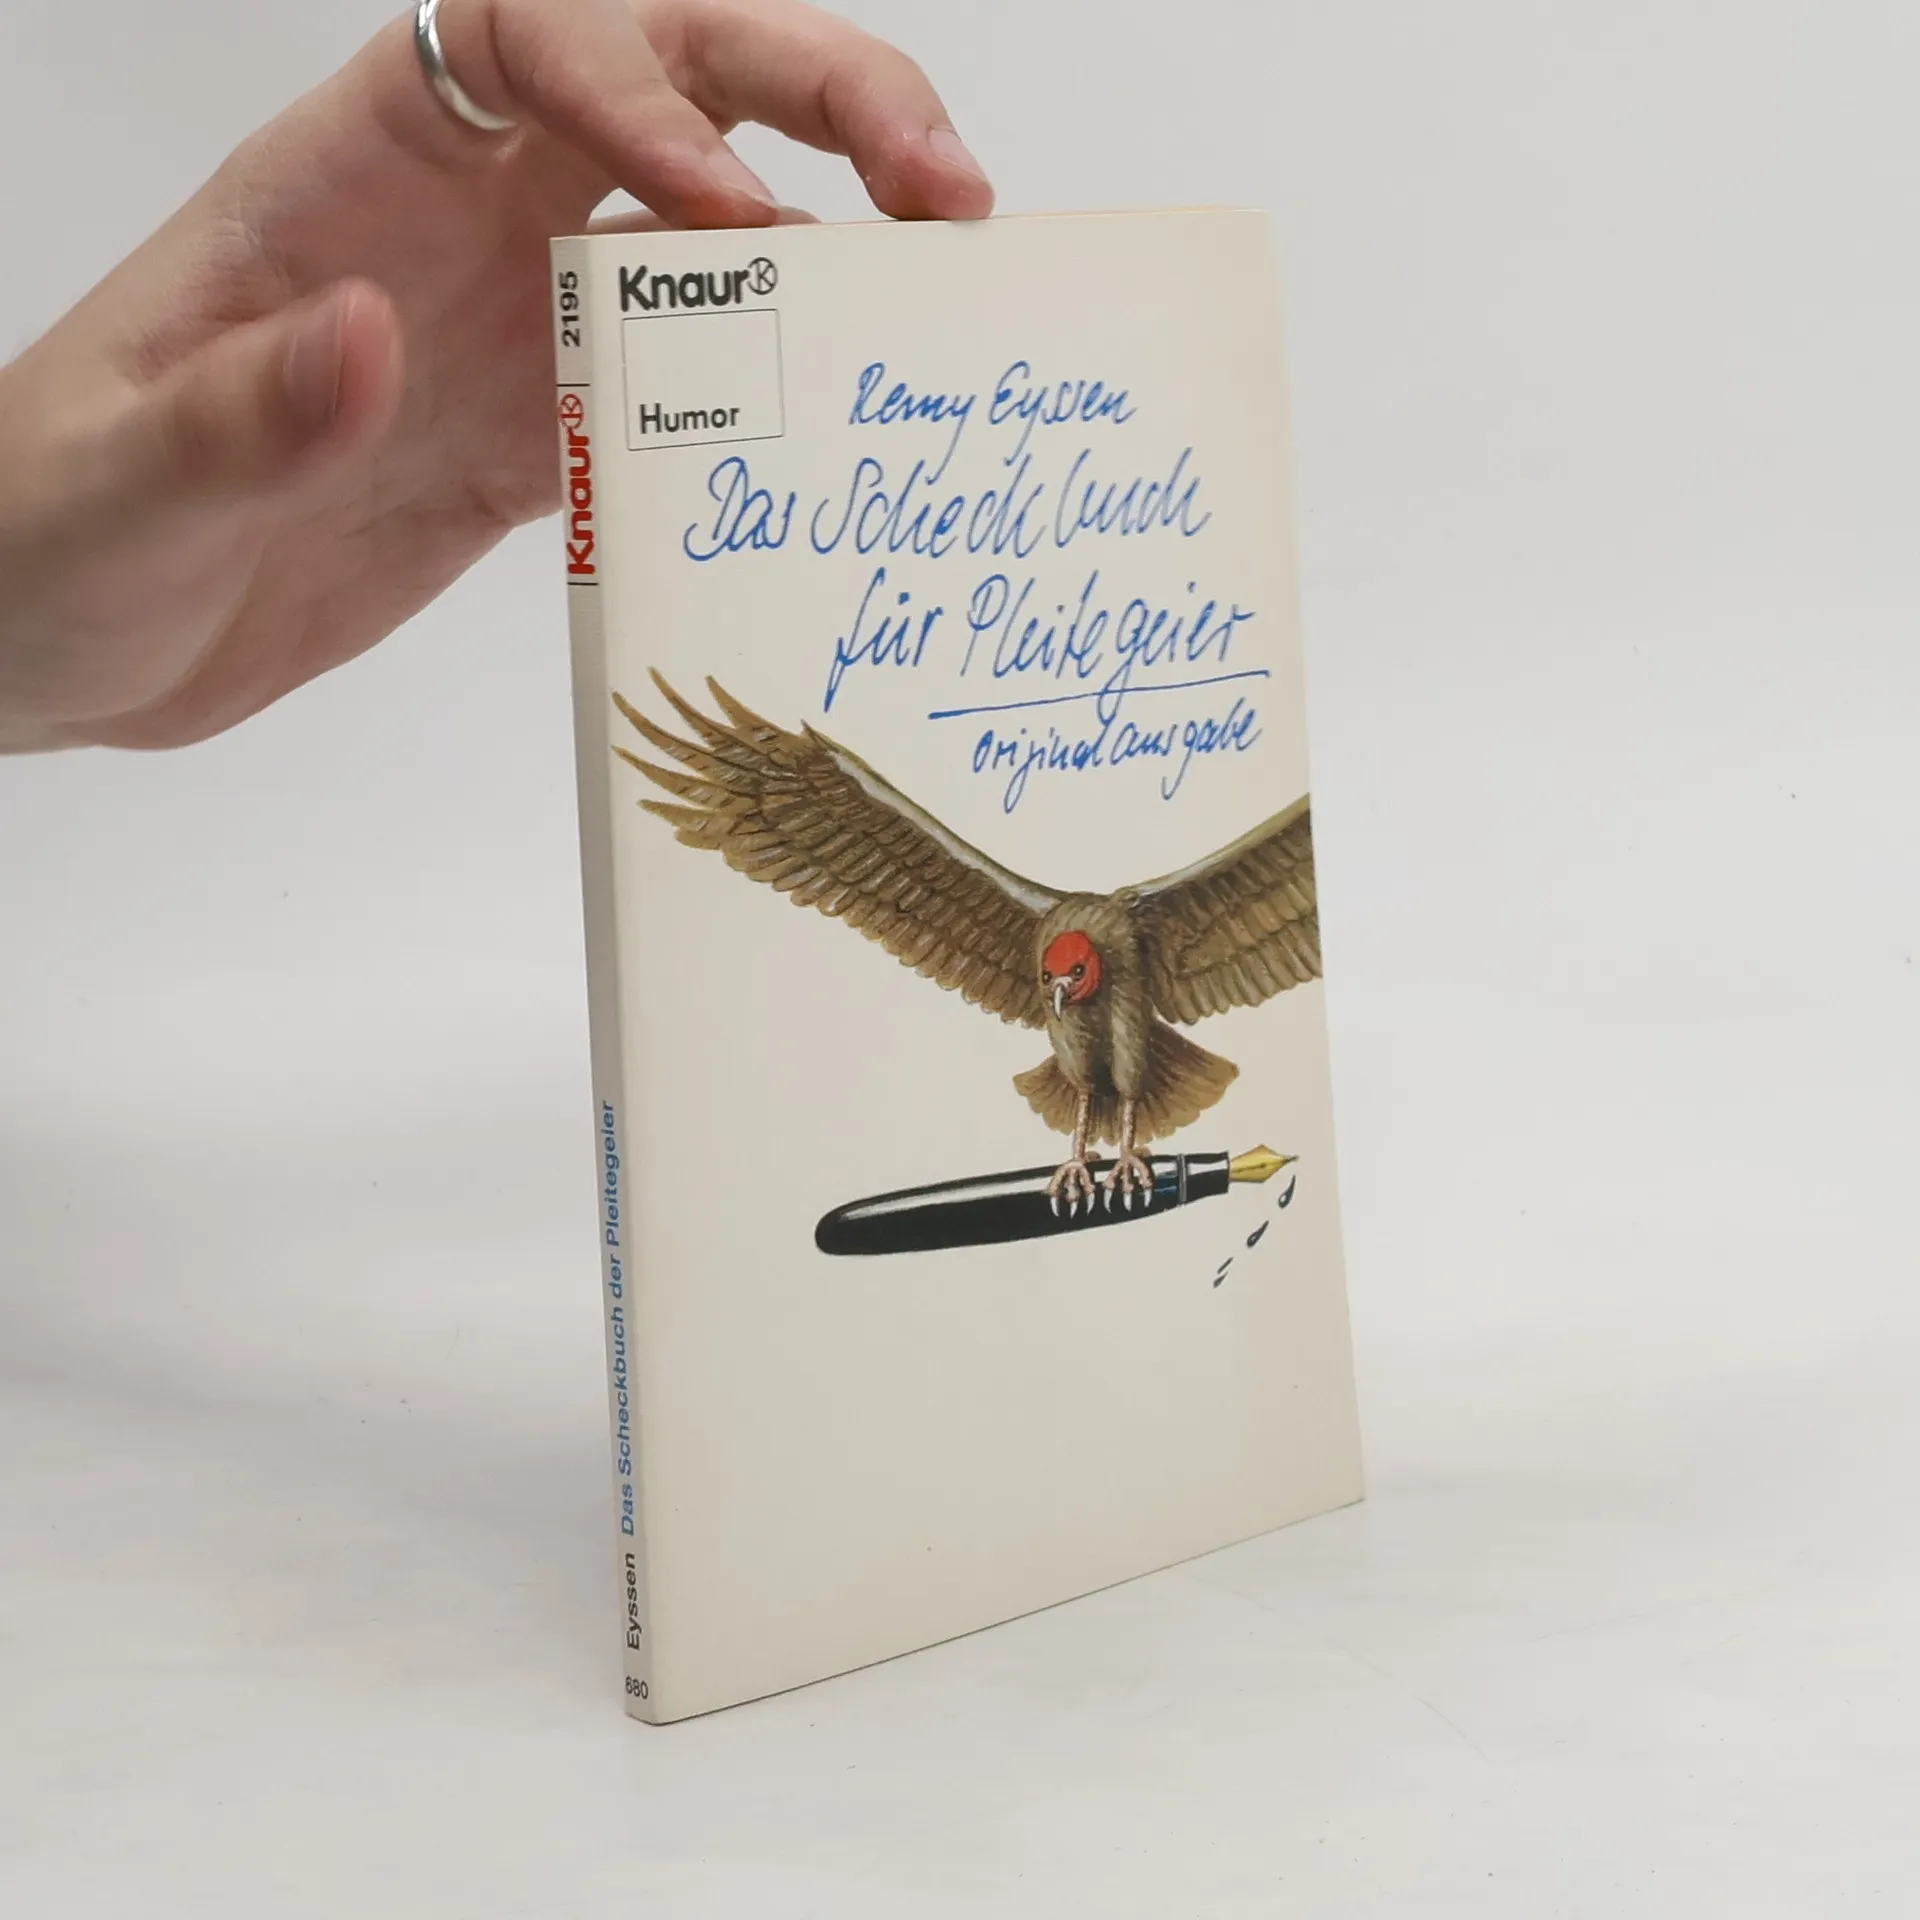 Knaur
Humor
Remy Eyssen
Das Scheckbuch
für Pleitegeier
Originalausgabe
2195
Knaur
Eyssen Das Scheckbuch der Pleitegeier
680